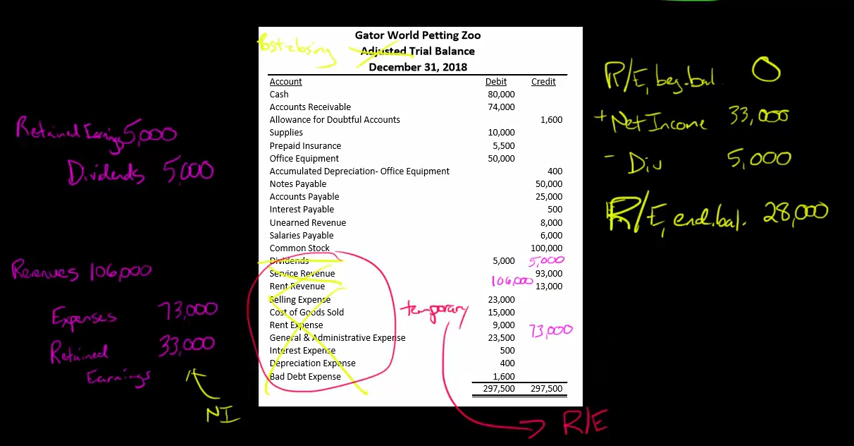 Gator World Petting Zoo
Post-closing Adjusted Trial Balance
December 31, 2018
Account Debit Credit
Cash 80,000
Accounts Receivable 74,000
Allowance for Doubtful Accounts 1,600
Supplies 10,000
Prepaid Insurance 5,500
Office Equipment 50,000
Accumulated Depreciation- Office Equipment 400
Notes Payable 50,000
Accounts Payable 25,000
Interest Payable 500
Unearned Revenue 8,000
Salaries Payable 6,000
Common Stock 100,000
Dividends 5,000 5,000
Service Revenue 93,000
Rent Revenue 106,000 13,000
Selling Expense 23,000
Cost of Goods Sold 15,000
Rent Expense 9,000
General & Administrative Expense 23,500 73,000
Interest Expense 500
Depreciation Expense 400
Bad Debt Expense 1,600
297,500 297,500
Retained Earnings 5,000
Dividends 5,000
Revenues 106,000
Expenses 73,000
Retained 33,000
Earnings
NI
temporary
R/E
R/E, beg. bal. 0
+ Net Income 33,000
- Div 5,000
R/E, end. bal. 28,000